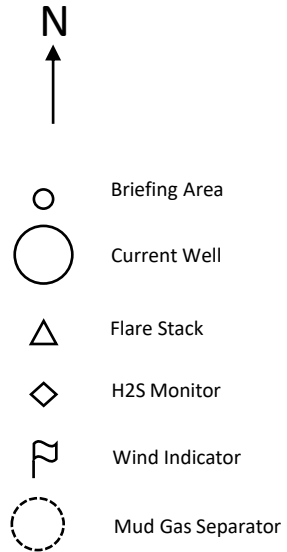 N
Briefing Area
Current Well
Flare Stack
H2S Monitor
Wind Indicator
Mud Gas Separator